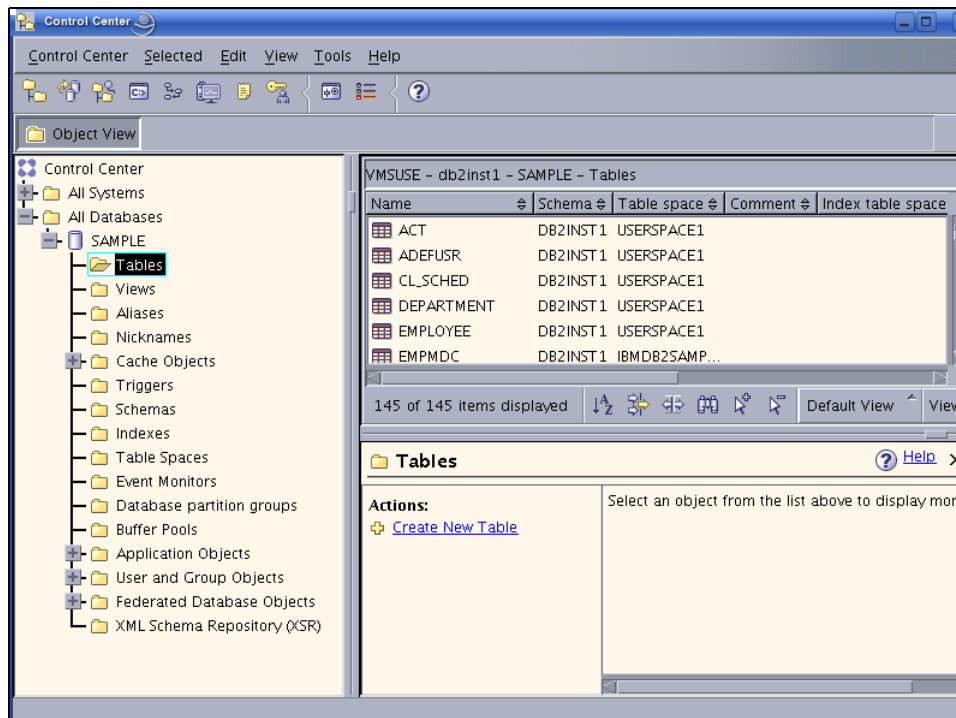 Control Center
Control Center Selected Edit View Tools Help
Object View
Control Center
All Systems
All Databases
SAMPLE
Tables
Views
Aliases
Nicknames
Cache Objects
Triggers
Schemas
Indexes
Table Spaces
Event Monitors
Database partition groups
Buffer Pools
Application Objects
User and Group Objects
Federated Database Objects
XML Schema Repository (XSR)
VMSUSE - db2inst1 - SAMPLE - Tables
Name Schema Table space Comment Index table space
ACT DB2INST1 USERSPACE1
ADEFUSR DB2INST1 USERSPACE1
CL_SCHED DB2INST1 USERSPACE1
DEPARTMENT DB2INST1 USERSPACE1
EMPLOYEE DB2INST1 USERSPACE1
EMPMDC DB2INST1 IBMDB2SAMP...
145 of 145 items displayed Default View View
Tables Help
Actions:
Create New Table
Select an object from the list above to display mor